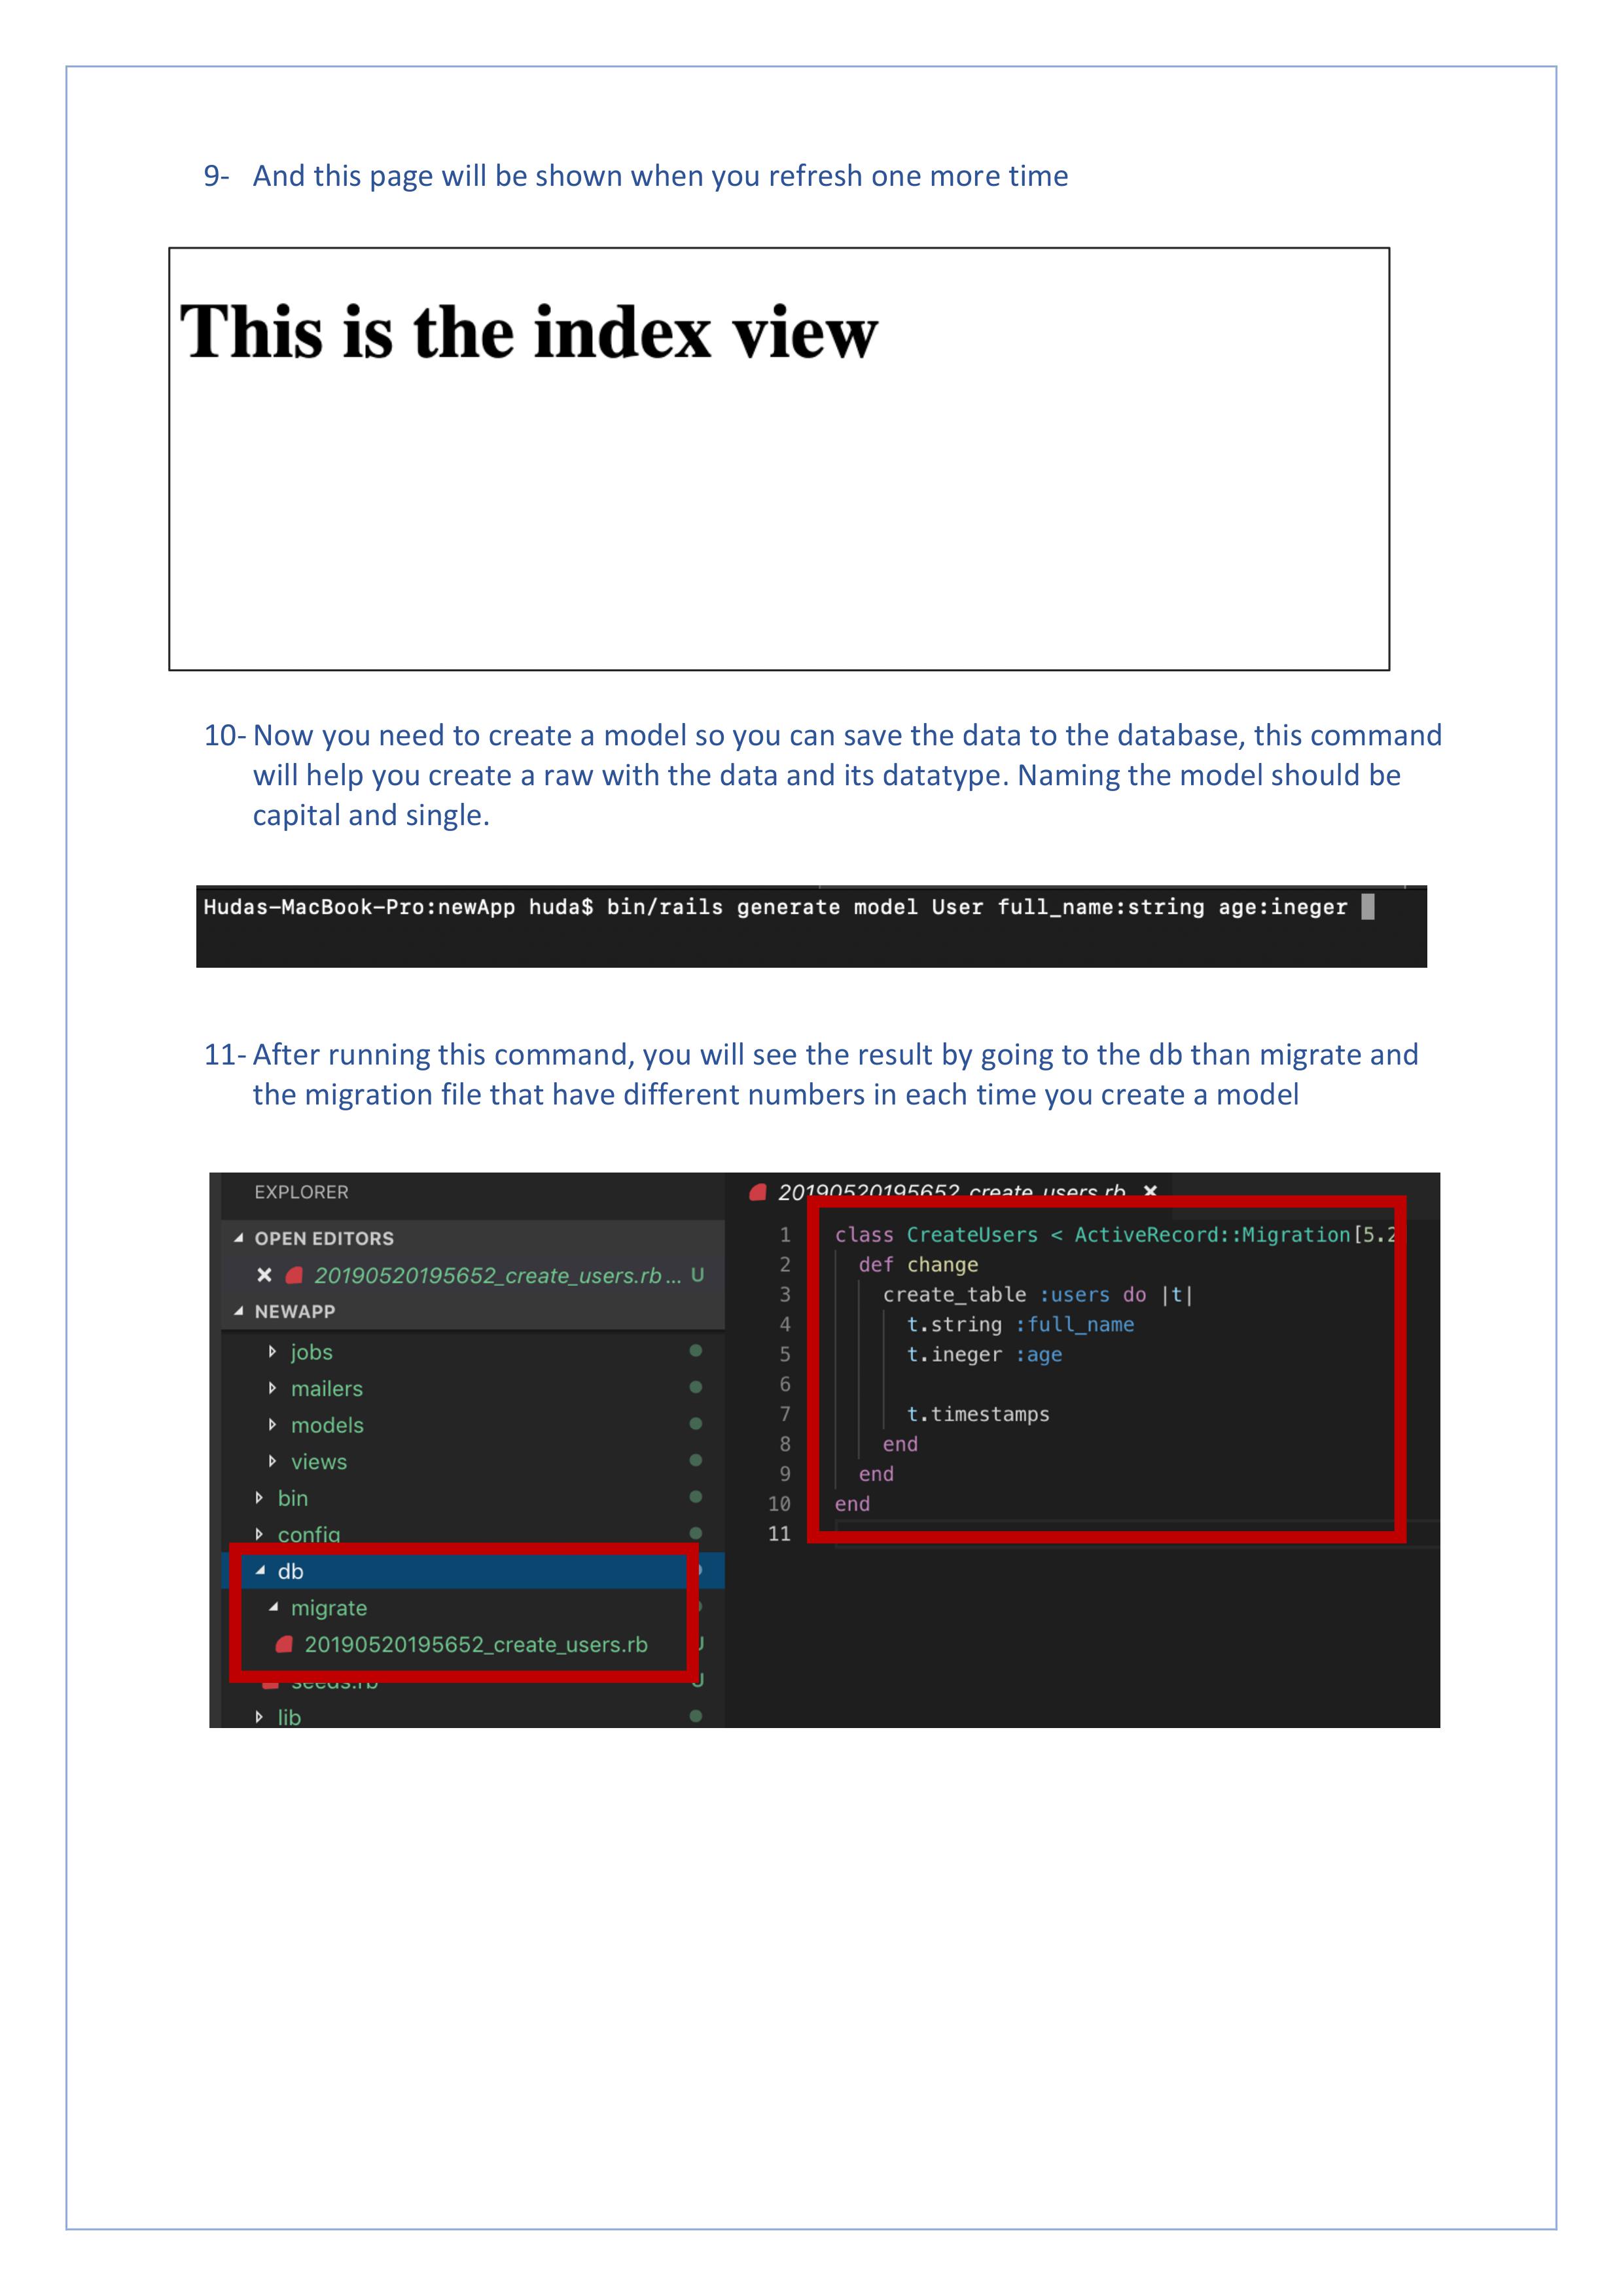 9- And this page will be shown when you refresh one more time
This is the index view
10- Now you need to create a model so you can save the data to the database, this command
will help you create a raw with the data and its datatype. Naming the model should be
capital and single.
Hudas-MacBook-Pro:newApp huda$ bin/rails generate model User full_name:string age:ineger
11- After running this command, you will see the result by going to the db than migrate and
the migration file that have different numbers in each time you create a model
EXPLORER
OPEN EDITORS
20190520195652_create_users.rb ... U
NEWAPP
jobs
mailers
models
views
bin
config
db
migrate
20190520195652_create_users.rb U
seeds.rb U
lib
20190520195652_create_users.rb
1 class CreateUsers < ActiveRecord::Migration[5.2
2 def change
3 create_table :users do |t|
4 t.string :full_name
5 t.ineger :age
6
7 t.timestamps
8 end
9 end
10 end
11